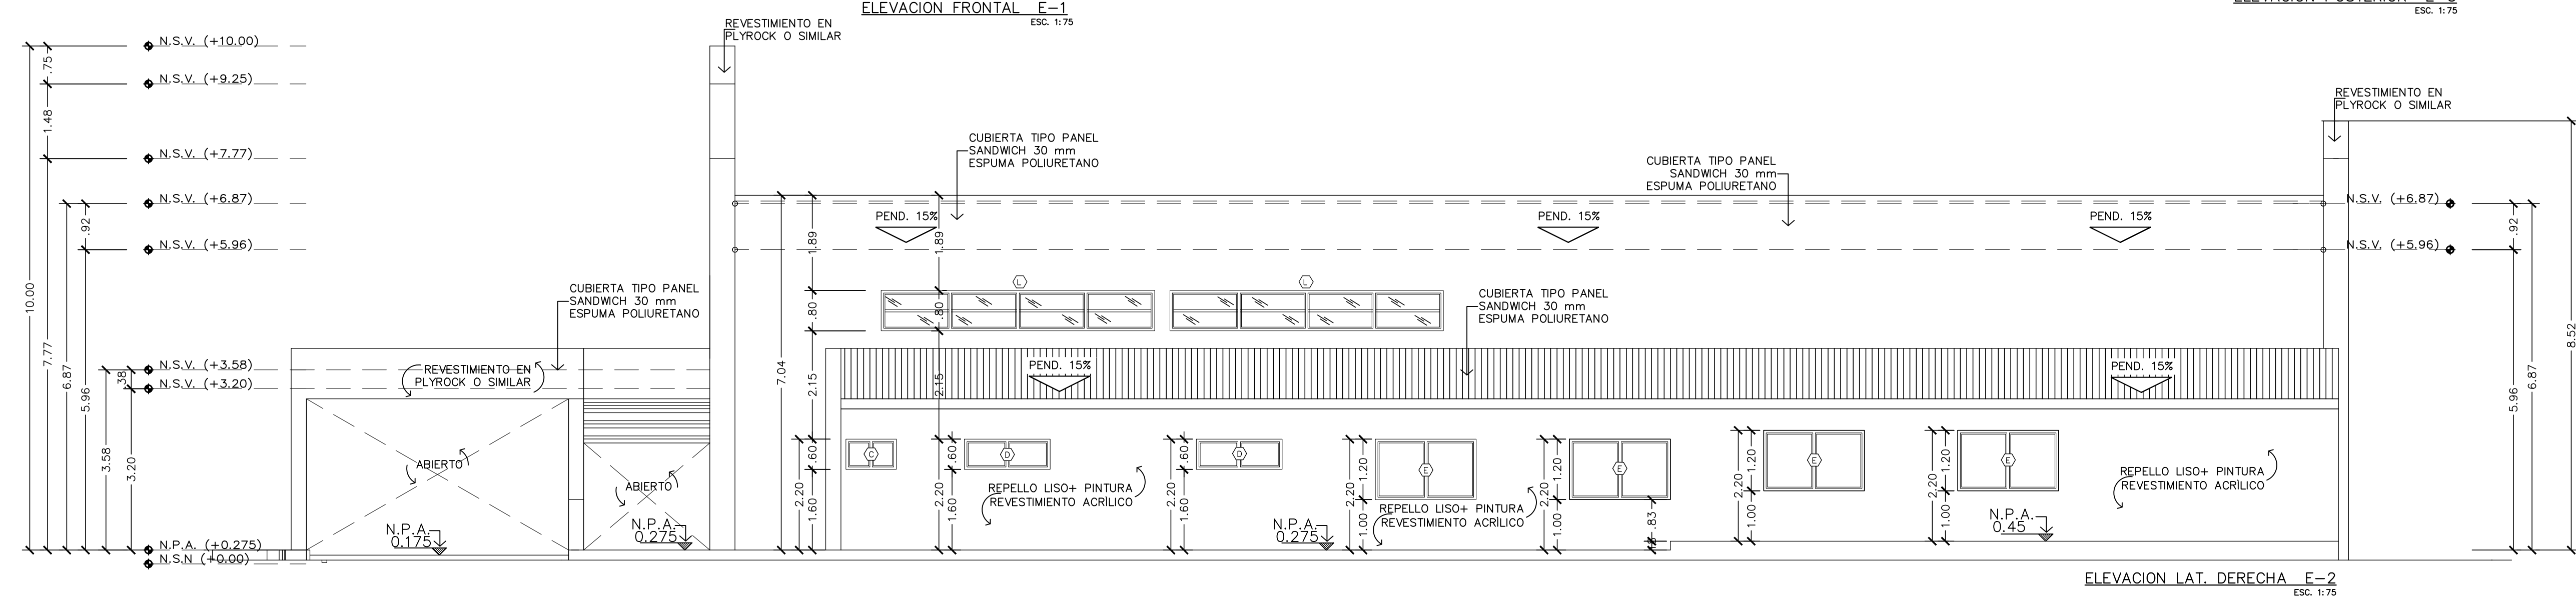 ELEVACION FRONTAL E-1
ESC. 1:75
ESC. 1:75
REVESTIMIENTO EN
PLYROCK O SIMILAR
N.S.V. (+10.00)
.75
N.S.V. (+9.25)
1.48
N.S.V. (+7.77)
N.S.V. (+6.87)
.92
N.S.V. (+5.96)
10.00
7.77
6.87
5.96
N.S.V. (+3.58)
.38
N.S.V. (+3.20)
3.58
3.20
N.P.A. (+0.275)
N.S.N (+0.00)
CUBIERTA TIPO PANEL
SANDWICH 30 mm
ESPUMA POLIURETANO
REVESTIMIENTO EN
PLYROCK O SIMILAR
ABIERTO
ABIERTO
N.P.A.
0.175
N.P.A.
0.275
CUBIERTA TIPO PANEL
SANDWICH 30 mm
ESPUMA POLIURETANO
CUBIERTA TIPO PANEL
SANDWICH 30 mm
ESPUMA POLIURETANO
PEND. 15%
PEND. 15%
PEND. 15%
7.04
1.89
.80
2.15
1.89
.80
2.15
L
L
CUBIERTA TIPO PANEL
SANDWICH 30 mm
ESPUMA POLIURETANO
PEND. 15%
PEND. 15%
2.20
.60
1.60
C
2.20
.60
1.60
D
2.20
.60
1.60
D
2.20
1.20
1.00
E
2.20
1.20
1.00
E
.83
2.20
1.20
1.00
E
2.20
1.20
1.00
E
REPELLO LISO+ PINTURA
REVESTIMIENTO ACRÍLICO
REPELLO LISO+ PINTURA
REVESTIMIENTO ACRÍLICO
REPELLO LISO+ PINTURA
REVESTIMIENTO ACRÍLICO
N.P.A.
0.275
N.P.A.
0.45
REVESTIMIENTO EN
PLYROCK O SIMILAR
N.S.V. (+6.87)
N.S.V. (+5.96)
.92
5.96
6.87
8.52
ELEVACION LAT. DERECHA E-2
ESC. 1:75